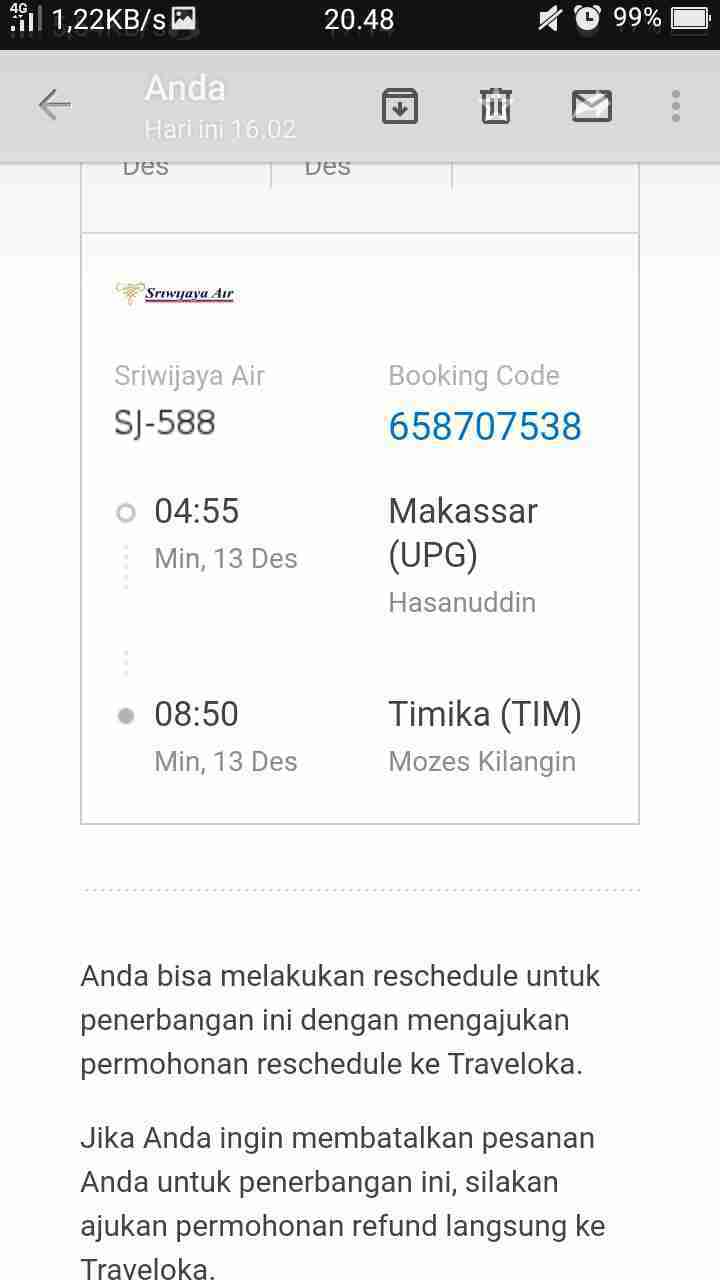 4G
1,22KB/s
20.48
99%
Anda
Hari ini 16.02
Des Des
Sriwijaya Air
Sriwijaya Air Booking Code
SJ-588 658707538
04:55 Makassar
Min, 13 Des (UPG)
Hasanuddin
08:50 Timika (TIM)
Min, 13 Des Mozes Kilangin
Anda bisa melakukan reschedule untuk
penerbangan ini dengan mengajukan
permohonan reschedule ke Traveloka.
Jika Anda ingin membatalkan pesanan
Anda untuk penerbangan ini, silakan
ajukan permohonan refund langsung ke
Traveloka.